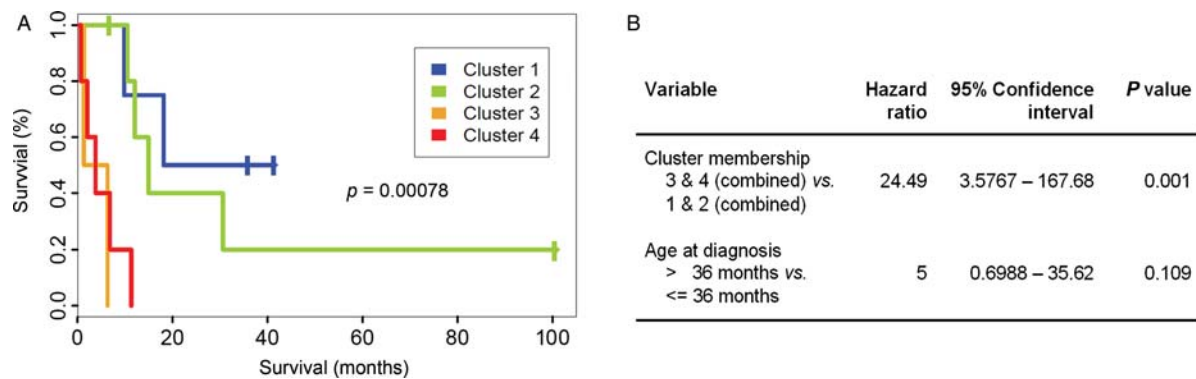 A
Survvial (%)
1.0
0.8
0.6
0.4
0.2
0.0
Cluster 1
Cluster 2
Cluster 3
Cluster 4
p = 0.00078
0 20 40 60 80 100
Survival (months)
B
Variable Hazard ratio 95% Confidence interval P value
Cluster membership
3 & 4 (combined) vs. 24.49 3.5767 – 167.68 0.001
1 & 2 (combined)
Age at diagnosis
> 36 months vs. 5 0.6988 – 35.62 0.109
<= 36 months